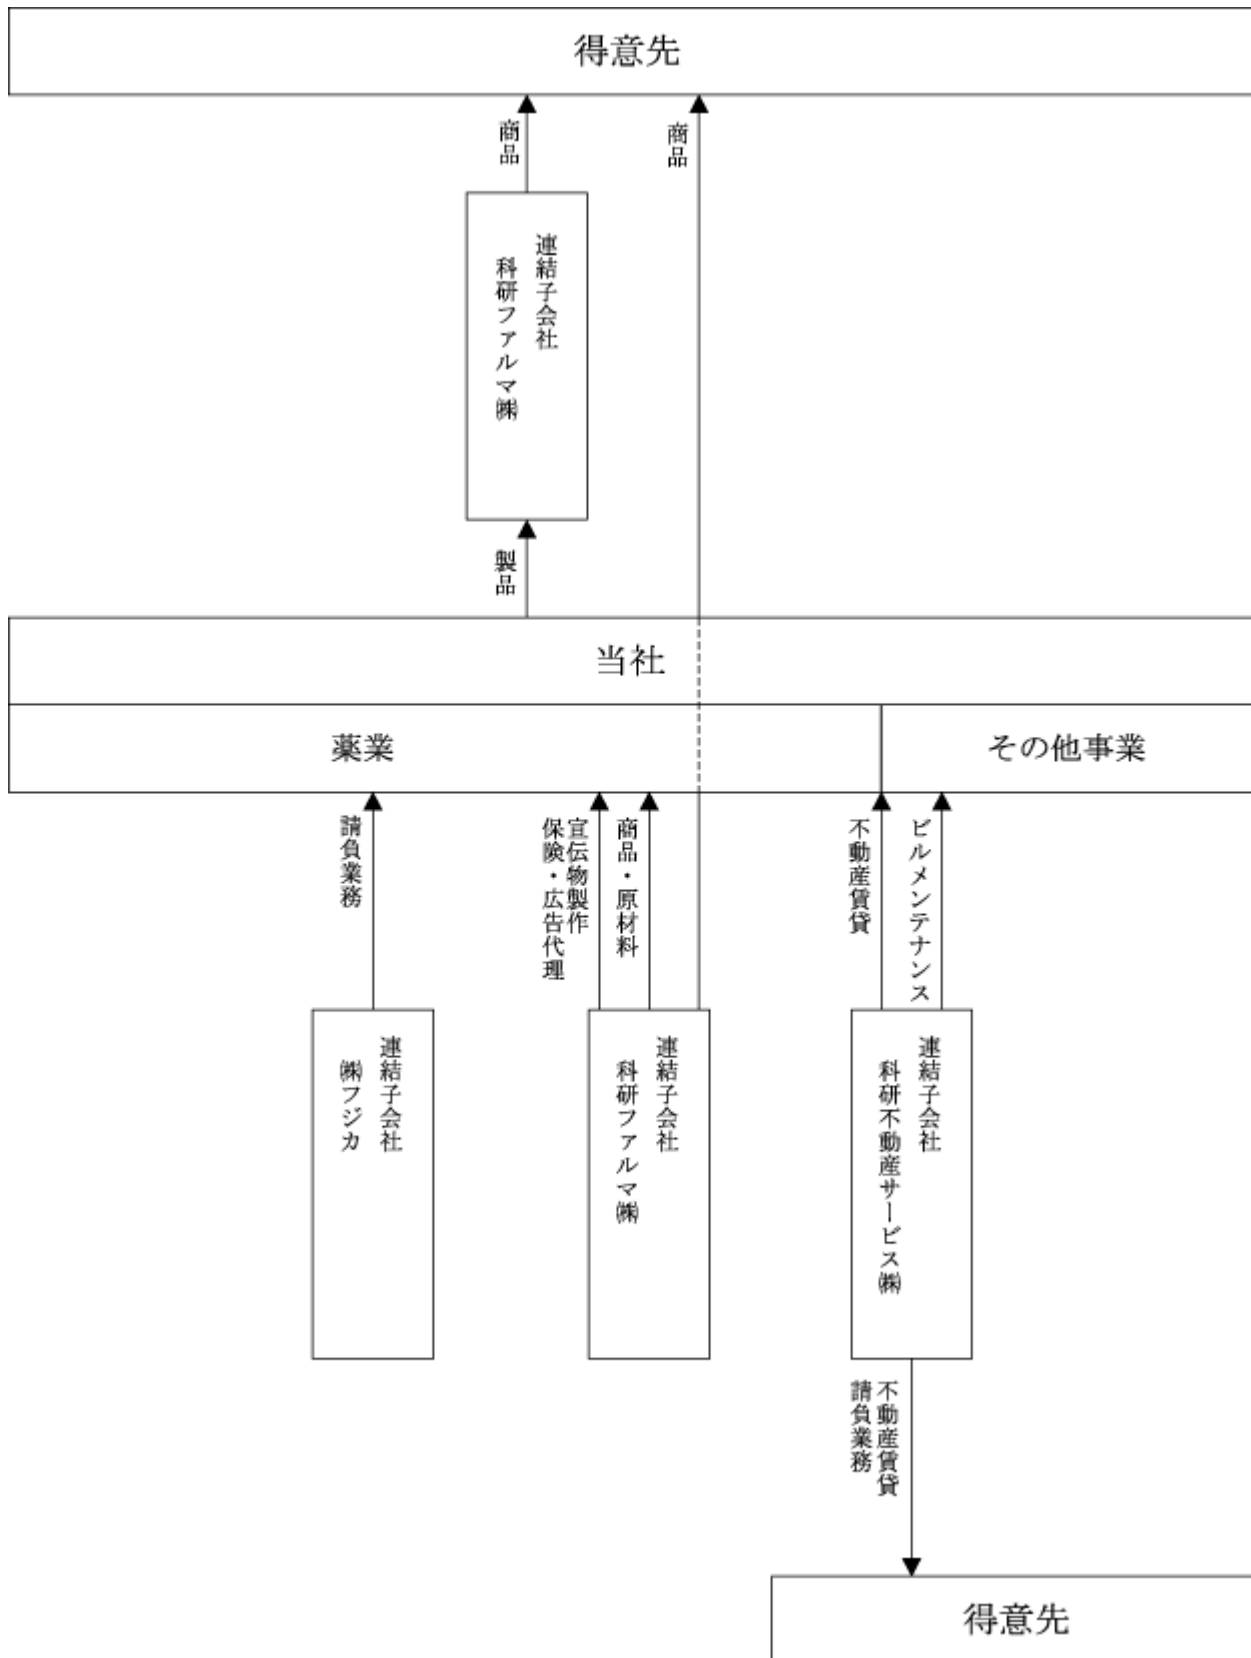 得意先
商品
商品
連結子会社
科研ファルマ㈱
製品
当社
薬業
その他事業
請負業務
宣伝物製作
保険・広告代理
商品・原材料
不動産賃貸
ビルメンテナンス
連結子会社
㈱フジカ
連結子会社
科研ファルマ㈱
連結子会社
科研不動産サービス㈱
不動産賃貸
請負業務
得意先